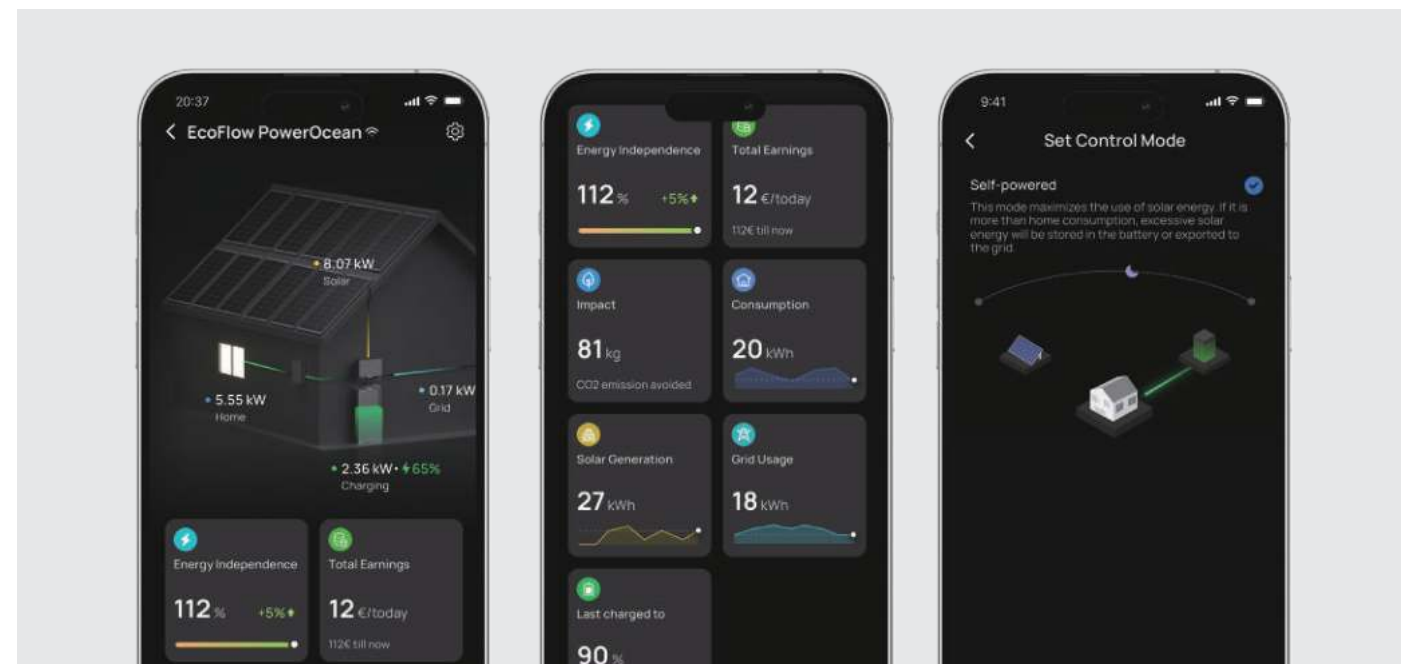 20:37
EcoFlow PowerOcean
8.07 kW
Solar
5.55 kW
Home
0.17 kW
Grid
2.36 kW • 65%
Charging
Energy Independence
112 % +5%
Total Earnings
12 €/today
112€ till now
Energy Independence
112 % +5%
Total Earnings
12 €/today
112€ till now
Impact
81 kg
CO2 emission avoided
Consumption
20 kWh
Solar Generation
27 kWh
Grid Usage
18 kWh
Last charged to
90 %
9:41
Set Control Mode
Self-powered
This mode maximizes the use of solar energy. If it is
more than home consumption, excessive solar
energy will be stored in the battery or exported to
the grid.